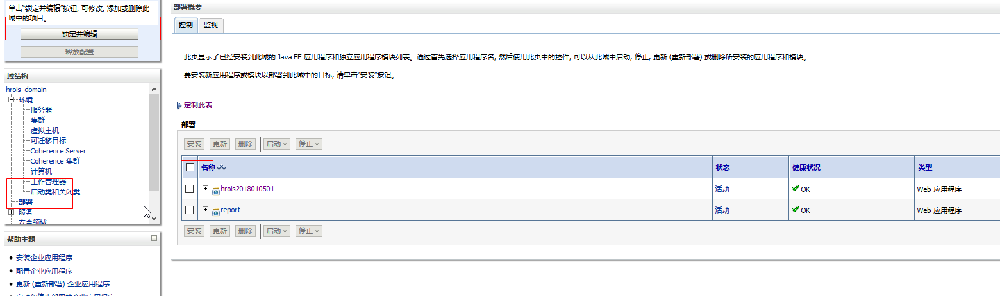 单击“锁定并编辑”按钮, 可修改, 添加或删除此
域中的项目。
锁定并编辑
释放配置
域结构
hrois_domain
环境
服务器
集群
虚拟主机
可迁移目标
Coherence Server
Coherence 集群
计算机
工作管理器
启动类和关闭类
部署
服务
安全领域
帮助主题
安装企业应用程序
配置企业应用程序
更新 (重新部署) 企业应用程序
启动和停止部署的企业应用程序
部署概要
控制 监视
此页显示了已经安装到此域的 Java EE 应用程序和独立应用程序模块列表。通过首先选择应用程序名, 然后使用此页中的控件, 可以从此域中启动, 停止, 更新 (重新部署) 或删除所安装的应用程序和模块。
要安装新应用程序或模块以部署到此域中的目标, 请单击“安装”按钮。
定制此表
部署
安装 更新 删除 启动 停止
名称 状态 健康状况 类型
hrois2018010501 活动 OK Web 应用程序
report 活动 OK Web 应用程序
安装 更新 删除 启动 停止